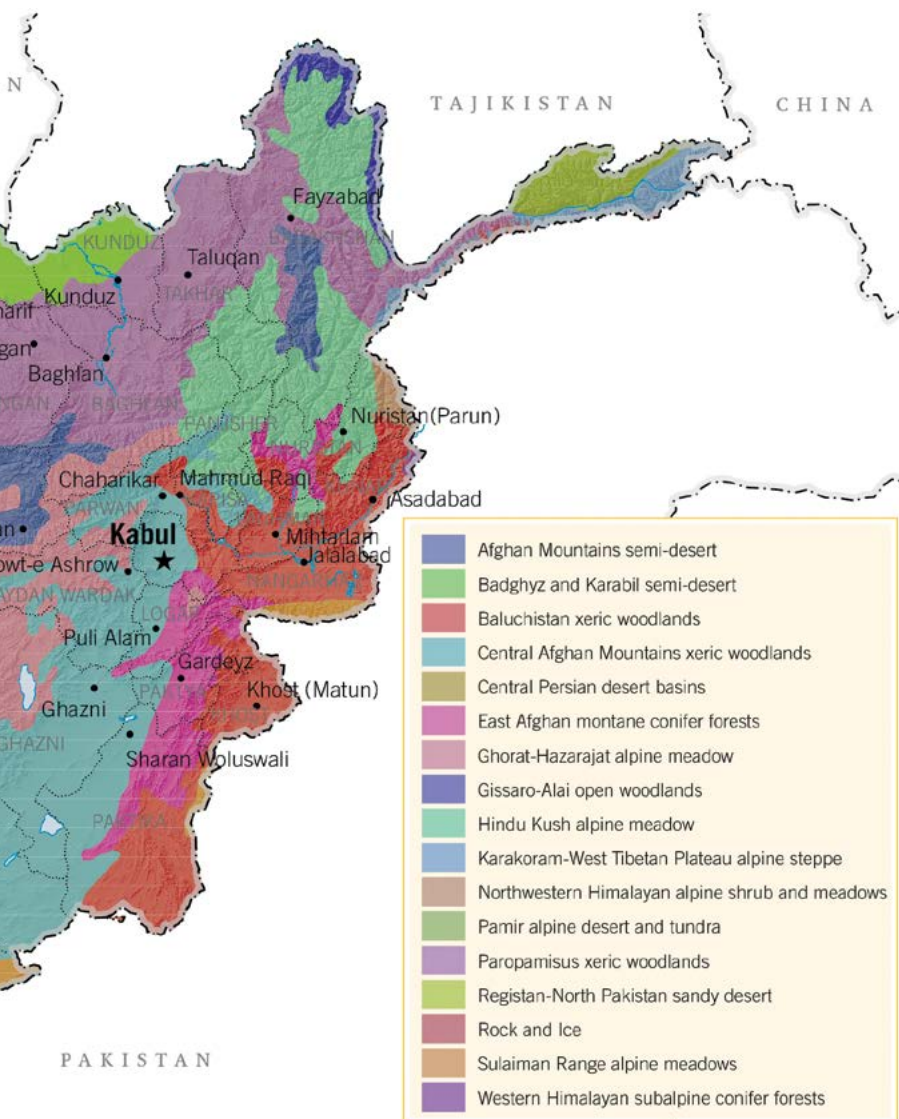 N
TAJIKISTAN
CHINA
Fayzabad
KUNDUZ
Taluqan
TAKHAR
Kunduz
Baghlan
BAGHLAN
PANJSHER
Nuristan(Parun)
Chaharikar
Mahmud Raqi
Asadabad
Kabul
Mihtarlam
Jalalabad
owt-e Ashrow
AYDAN WARDAK
LOGAR
Puli Alam
Gardeyz
Khost (Matun)
Ghazni
GHAZNI
Sharan Woluswali
PAKISTAN
Afghan Mountains semi-desert
Badghyz and Karabil semi-desert
Baluchistan xeric woodlands
Central Afghan Mountains xeric woodlands
Central Persian desert basins
East Afghan montane conifer forests
Ghorat-Hazarajat alpine meadow
Gissaro-Alai open woodlands
Hindu Kush alpine meadow
Karakoram-West Tibetan Plateau alpine steppe
Northwestern Himalayan alpine shrub and meadows
Pamir alpine desert and tundra
Paropamisus xeric woodlands
Registan-North Pakistan sandy desert
Rock and Ice
Sulaiman Range alpine meadows
Western Himalayan subalpine conifer forests